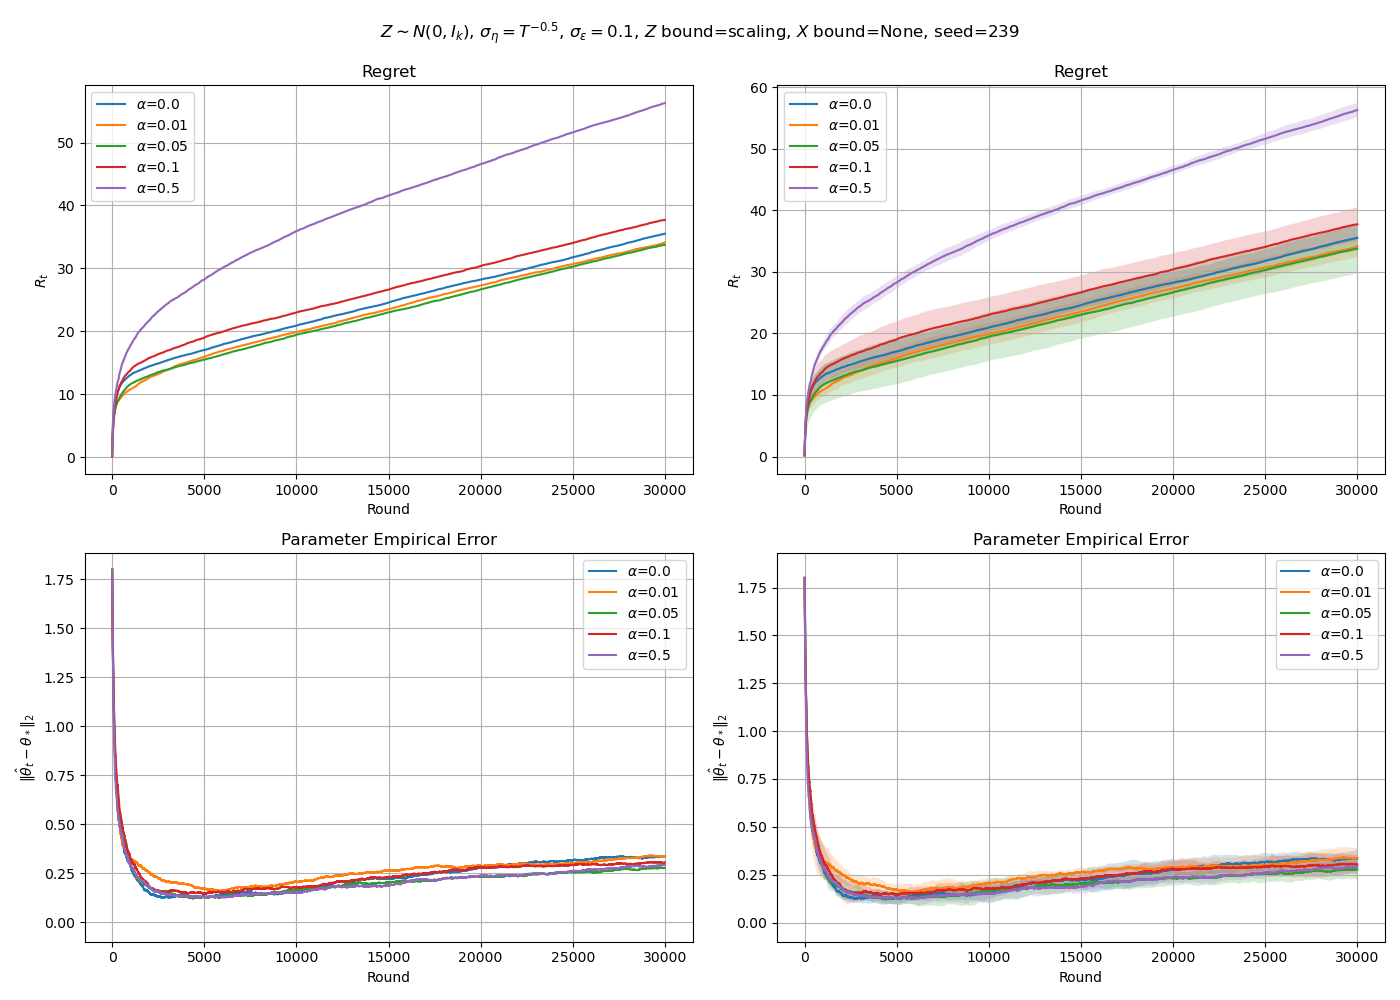 Z ∼ N(0, I_k), σ_η = T^{−0.5}, σ_ε = 0.1, Z bound=scaling, X bound=None, seed=239
Regret
R_t
50
40
30
20
10
0
α=0.0
α=0.01
α=0.05
α=0.1
α=0.5
0 5000 10000 15000 20000 25000 30000
Round
Regret
R_t
60
50
40
30
20
10
0
α=0.0
α=0.01
α=0.05
α=0.1
α=0.5
0 5000 10000 15000 20000 25000 30000
Round
Parameter Empirical Error
‖θ̂_t − θ_*‖₂
1.75
1.50
1.25
1.00
0.75
0.50
0.25
0.00
α=0.0
α=0.01
α=0.05
α=0.1
α=0.5
0 5000 10000 15000 20000 25000 30000
Round
Parameter Empirical Error
‖θ̂_t − θ_*‖₂
1.75
1.50
1.25
1.00
0.75
0.50
0.25
0.00
α=0.0
α=0.01
α=0.05
α=0.1
α=0.5
0 5000 10000 15000 20000 25000 30000
Round